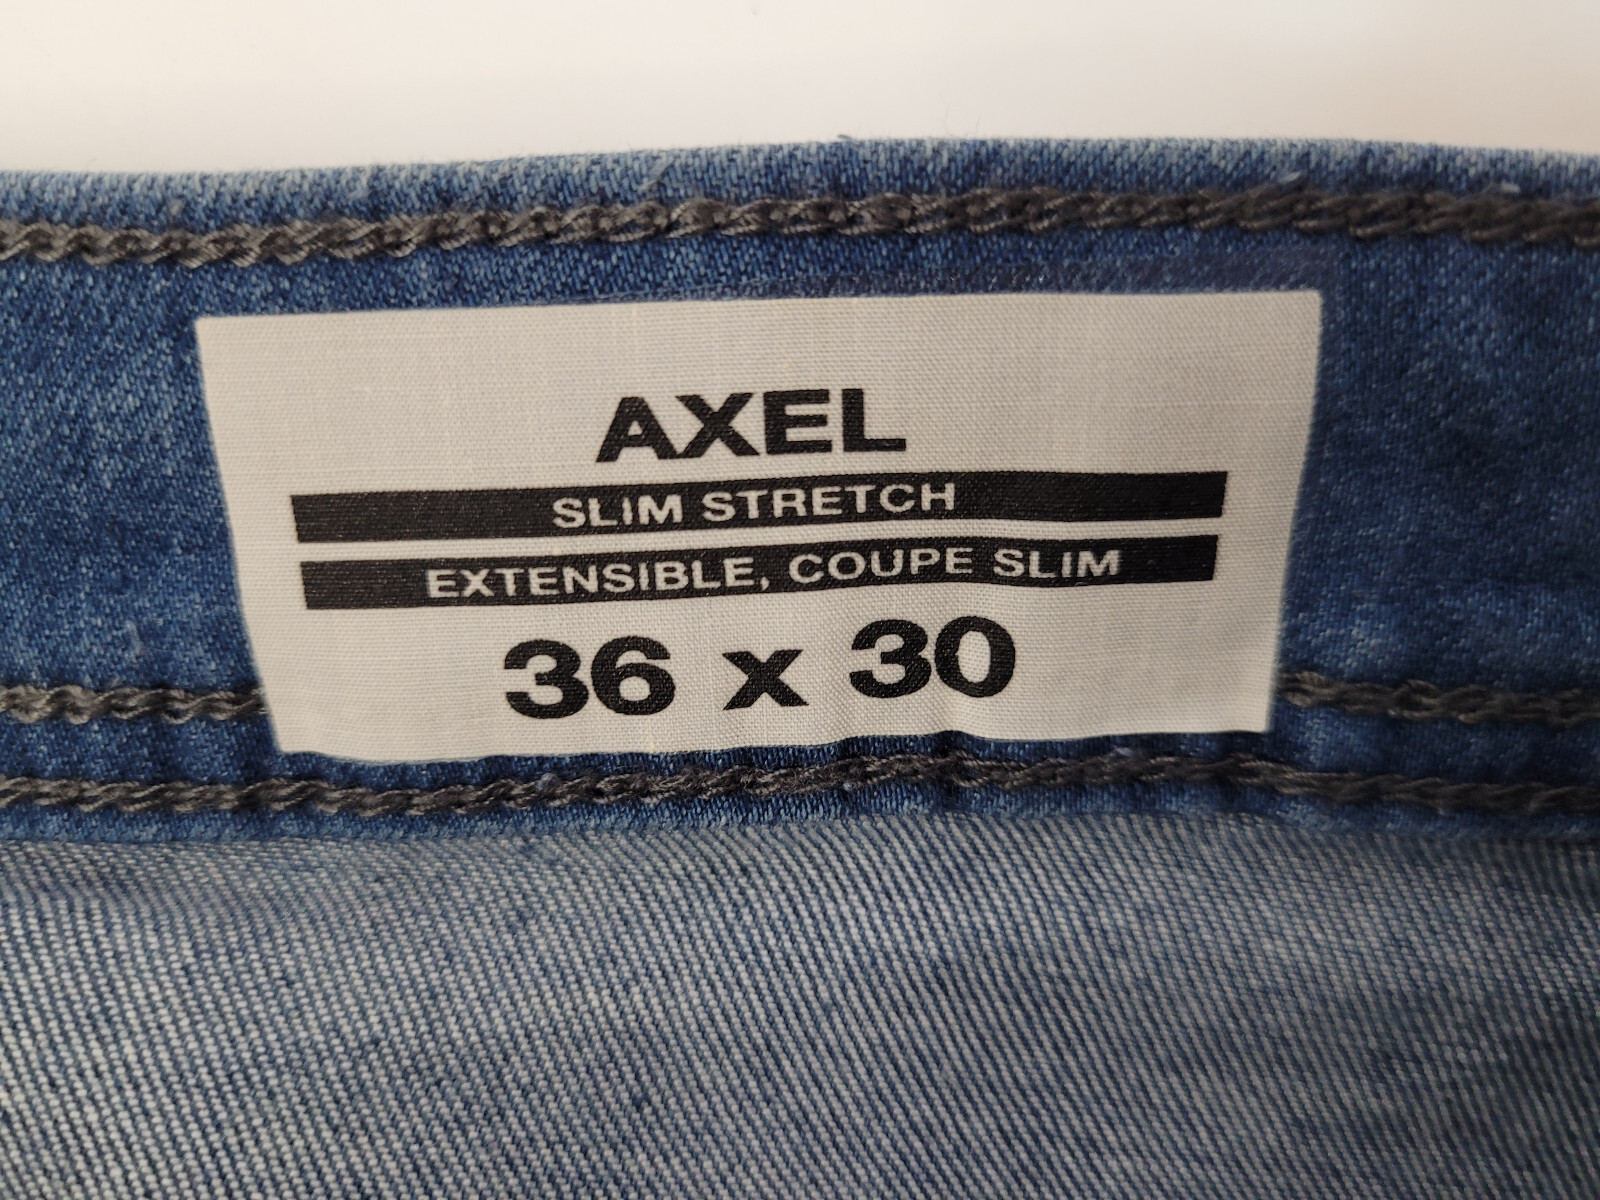 AXEL
SLIM STRETCH
EXTENSIBLE, COUPE SLIM
36 x 30